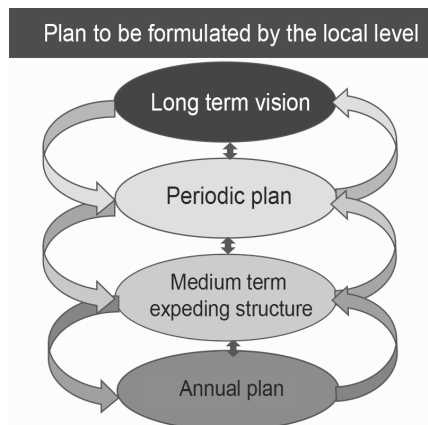 Plan to be formulated by the local level
Long term vision
Periodic plan
Medium term
expeding structure
Annual plan